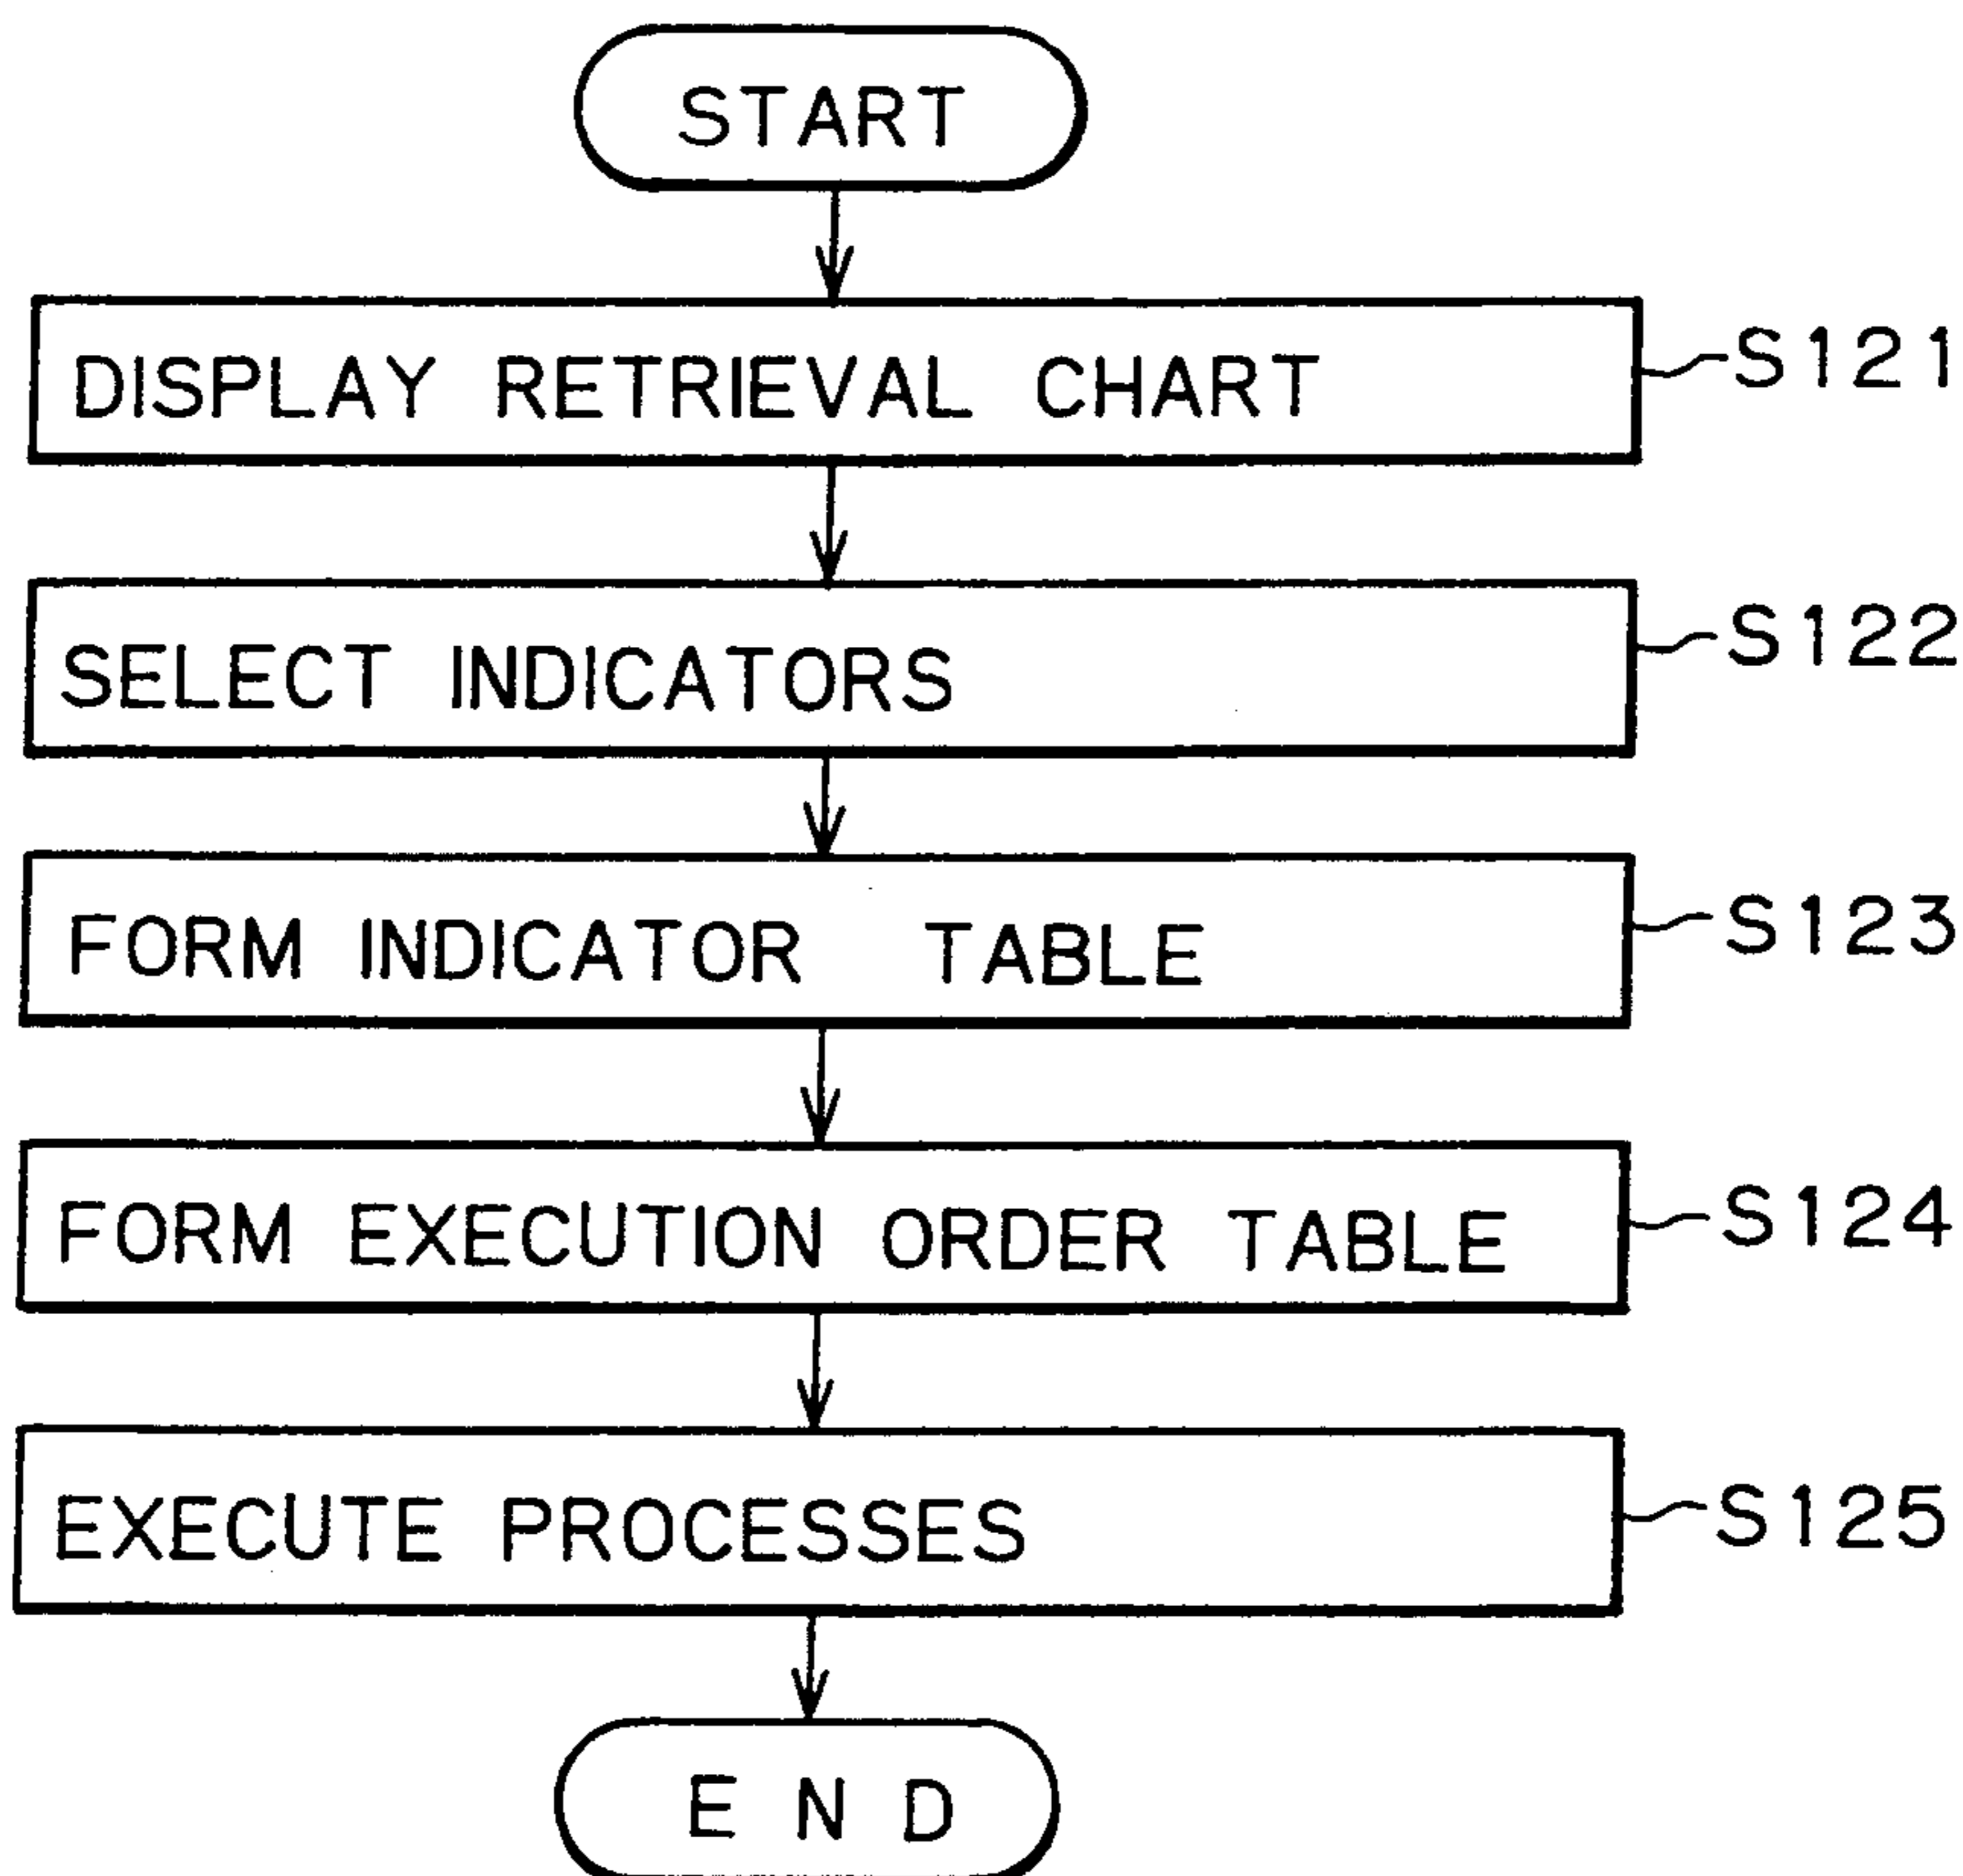 START
DISPLAY RETRIEVAL CHART
S121
SELECT INDICATORS
S122
FORM INDICATOR TABLE
S123
FORM EXECUTION ORDER TABLE
S124
EXECUTE PROCESSES
S125
END